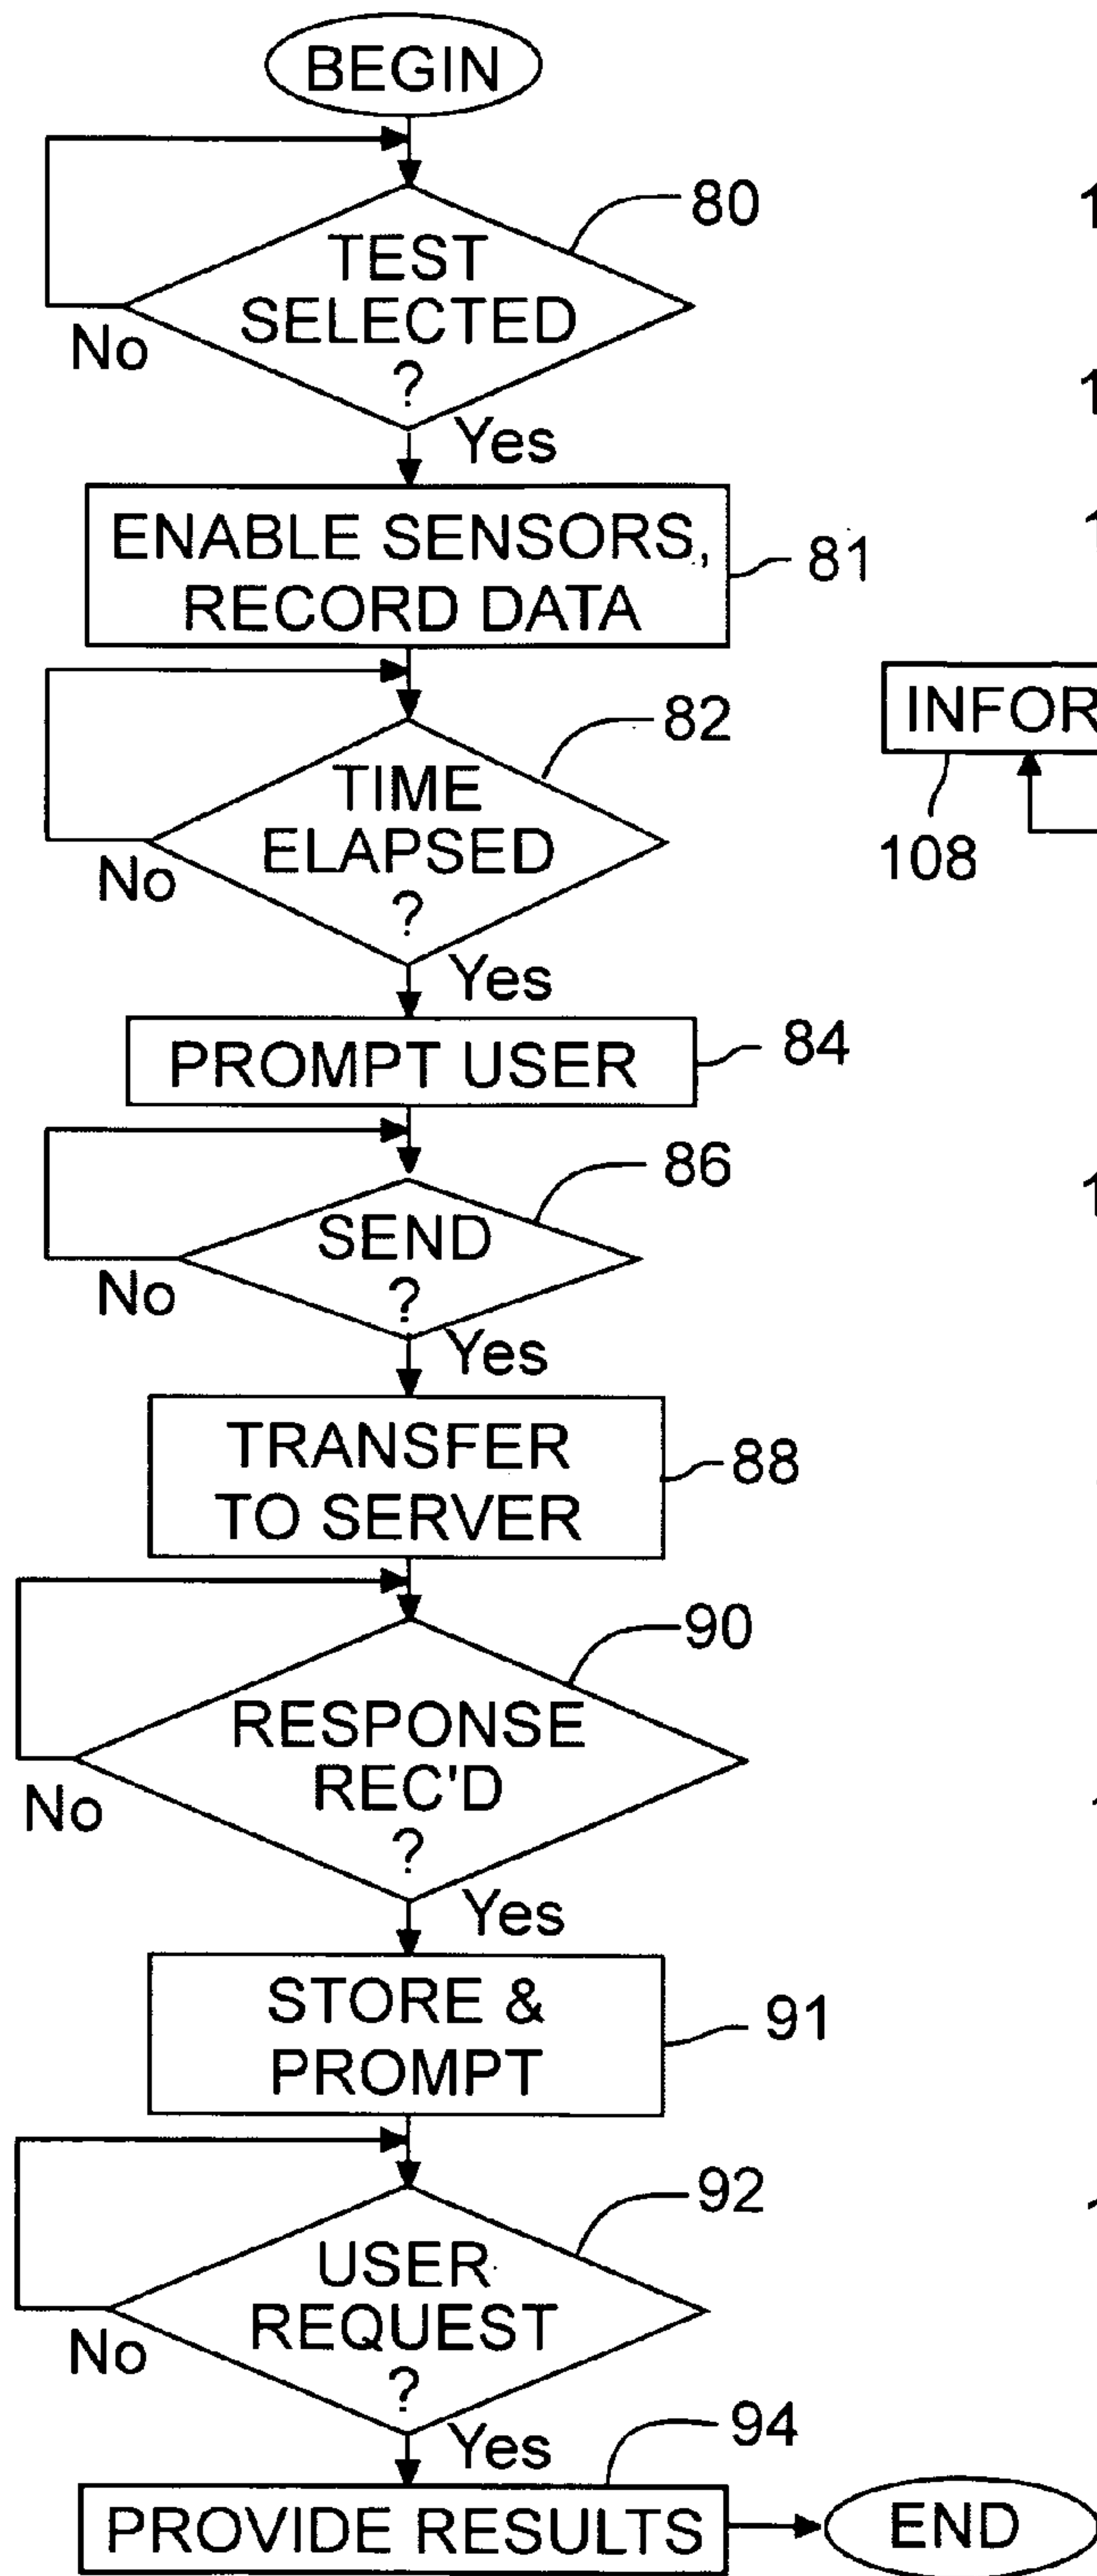 BEGIN
80
TEST
SELECTED
?
No
Yes
ENABLE SENSORS,
RECORD DATA
81
82
TIME
ELAPSED
?
No
Yes
INFOR
108
PROMPT USER
84
86
SEND
?
No
Yes
TRANSFER
TO SERVER
88
90
RESPONSE
REC'D
?
No
Yes
STORE &
PROMPT
91
92
USER
REQUEST
?
No
Yes
94
PROVIDE RESULTS
END